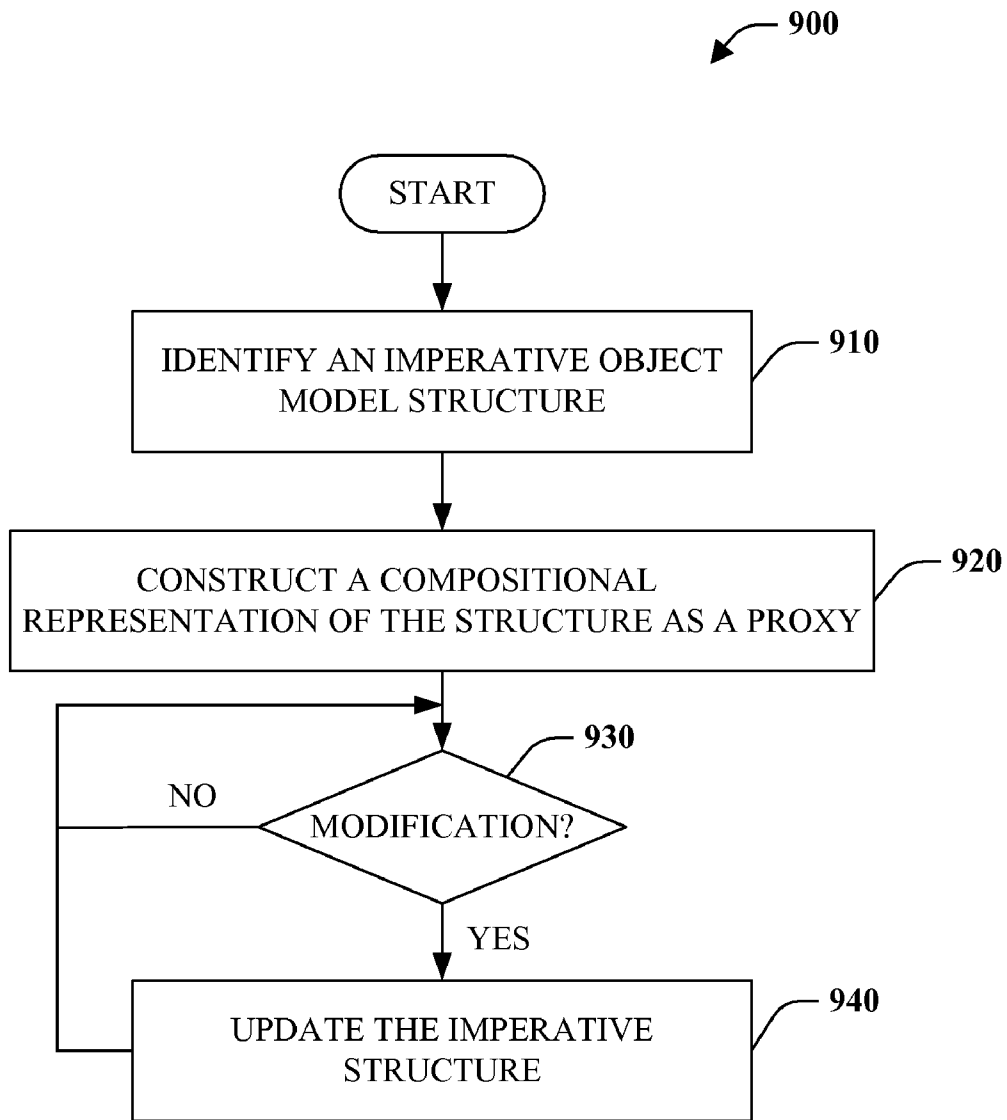 900
START
IDENTIFY AN IMPERATIVE OBJECT
MODEL STRUCTURE
910
CONSTRUCT A COMPOSITIONAL
REPRESENTATION OF THE STRUCTURE AS A PROXY
920
930
NO
MODIFICATION?
YES
UPDATE THE IMPERATIVE
STRUCTURE
940